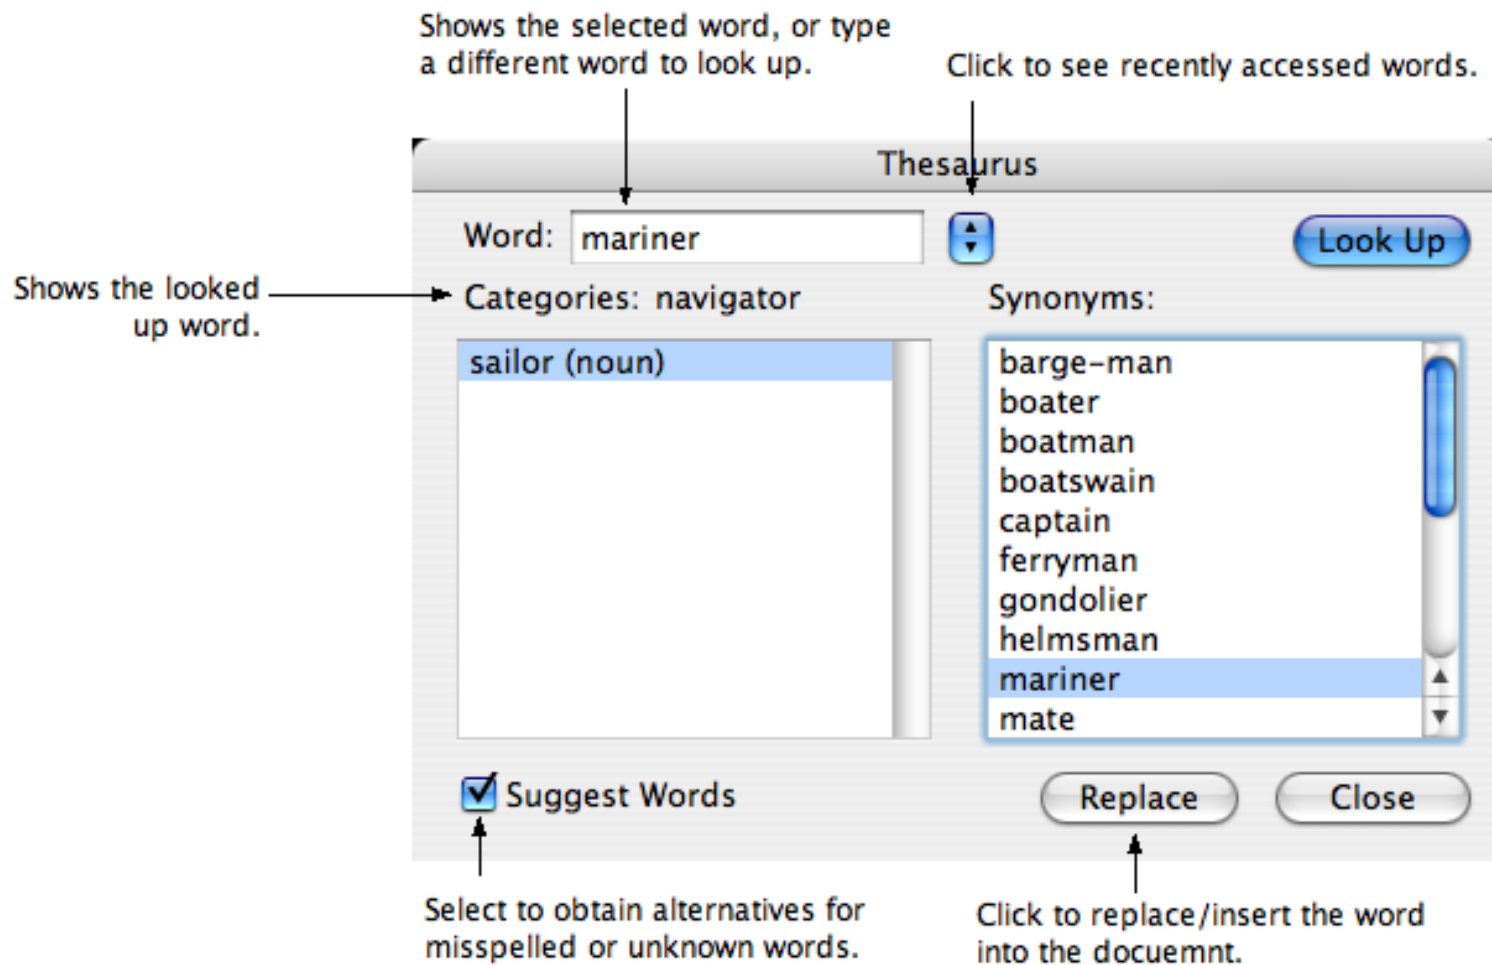 Shows the selected word, or type
a different word to look up.
Click to see recently accessed words.
Thesaurus
Word: mariner
Look Up
Shows the looked
up word.
Categories: navigator
Synonyms:
sailor (noun)
barge-man
boater
boatman
boatswain
captain
ferryman
gondolier
helmsman
mariner
mate
Suggest Words
Replace
Close
Select to obtain alternatives for
misspelled or unknown words.
Click to replace/insert the word
into the docuemnt.